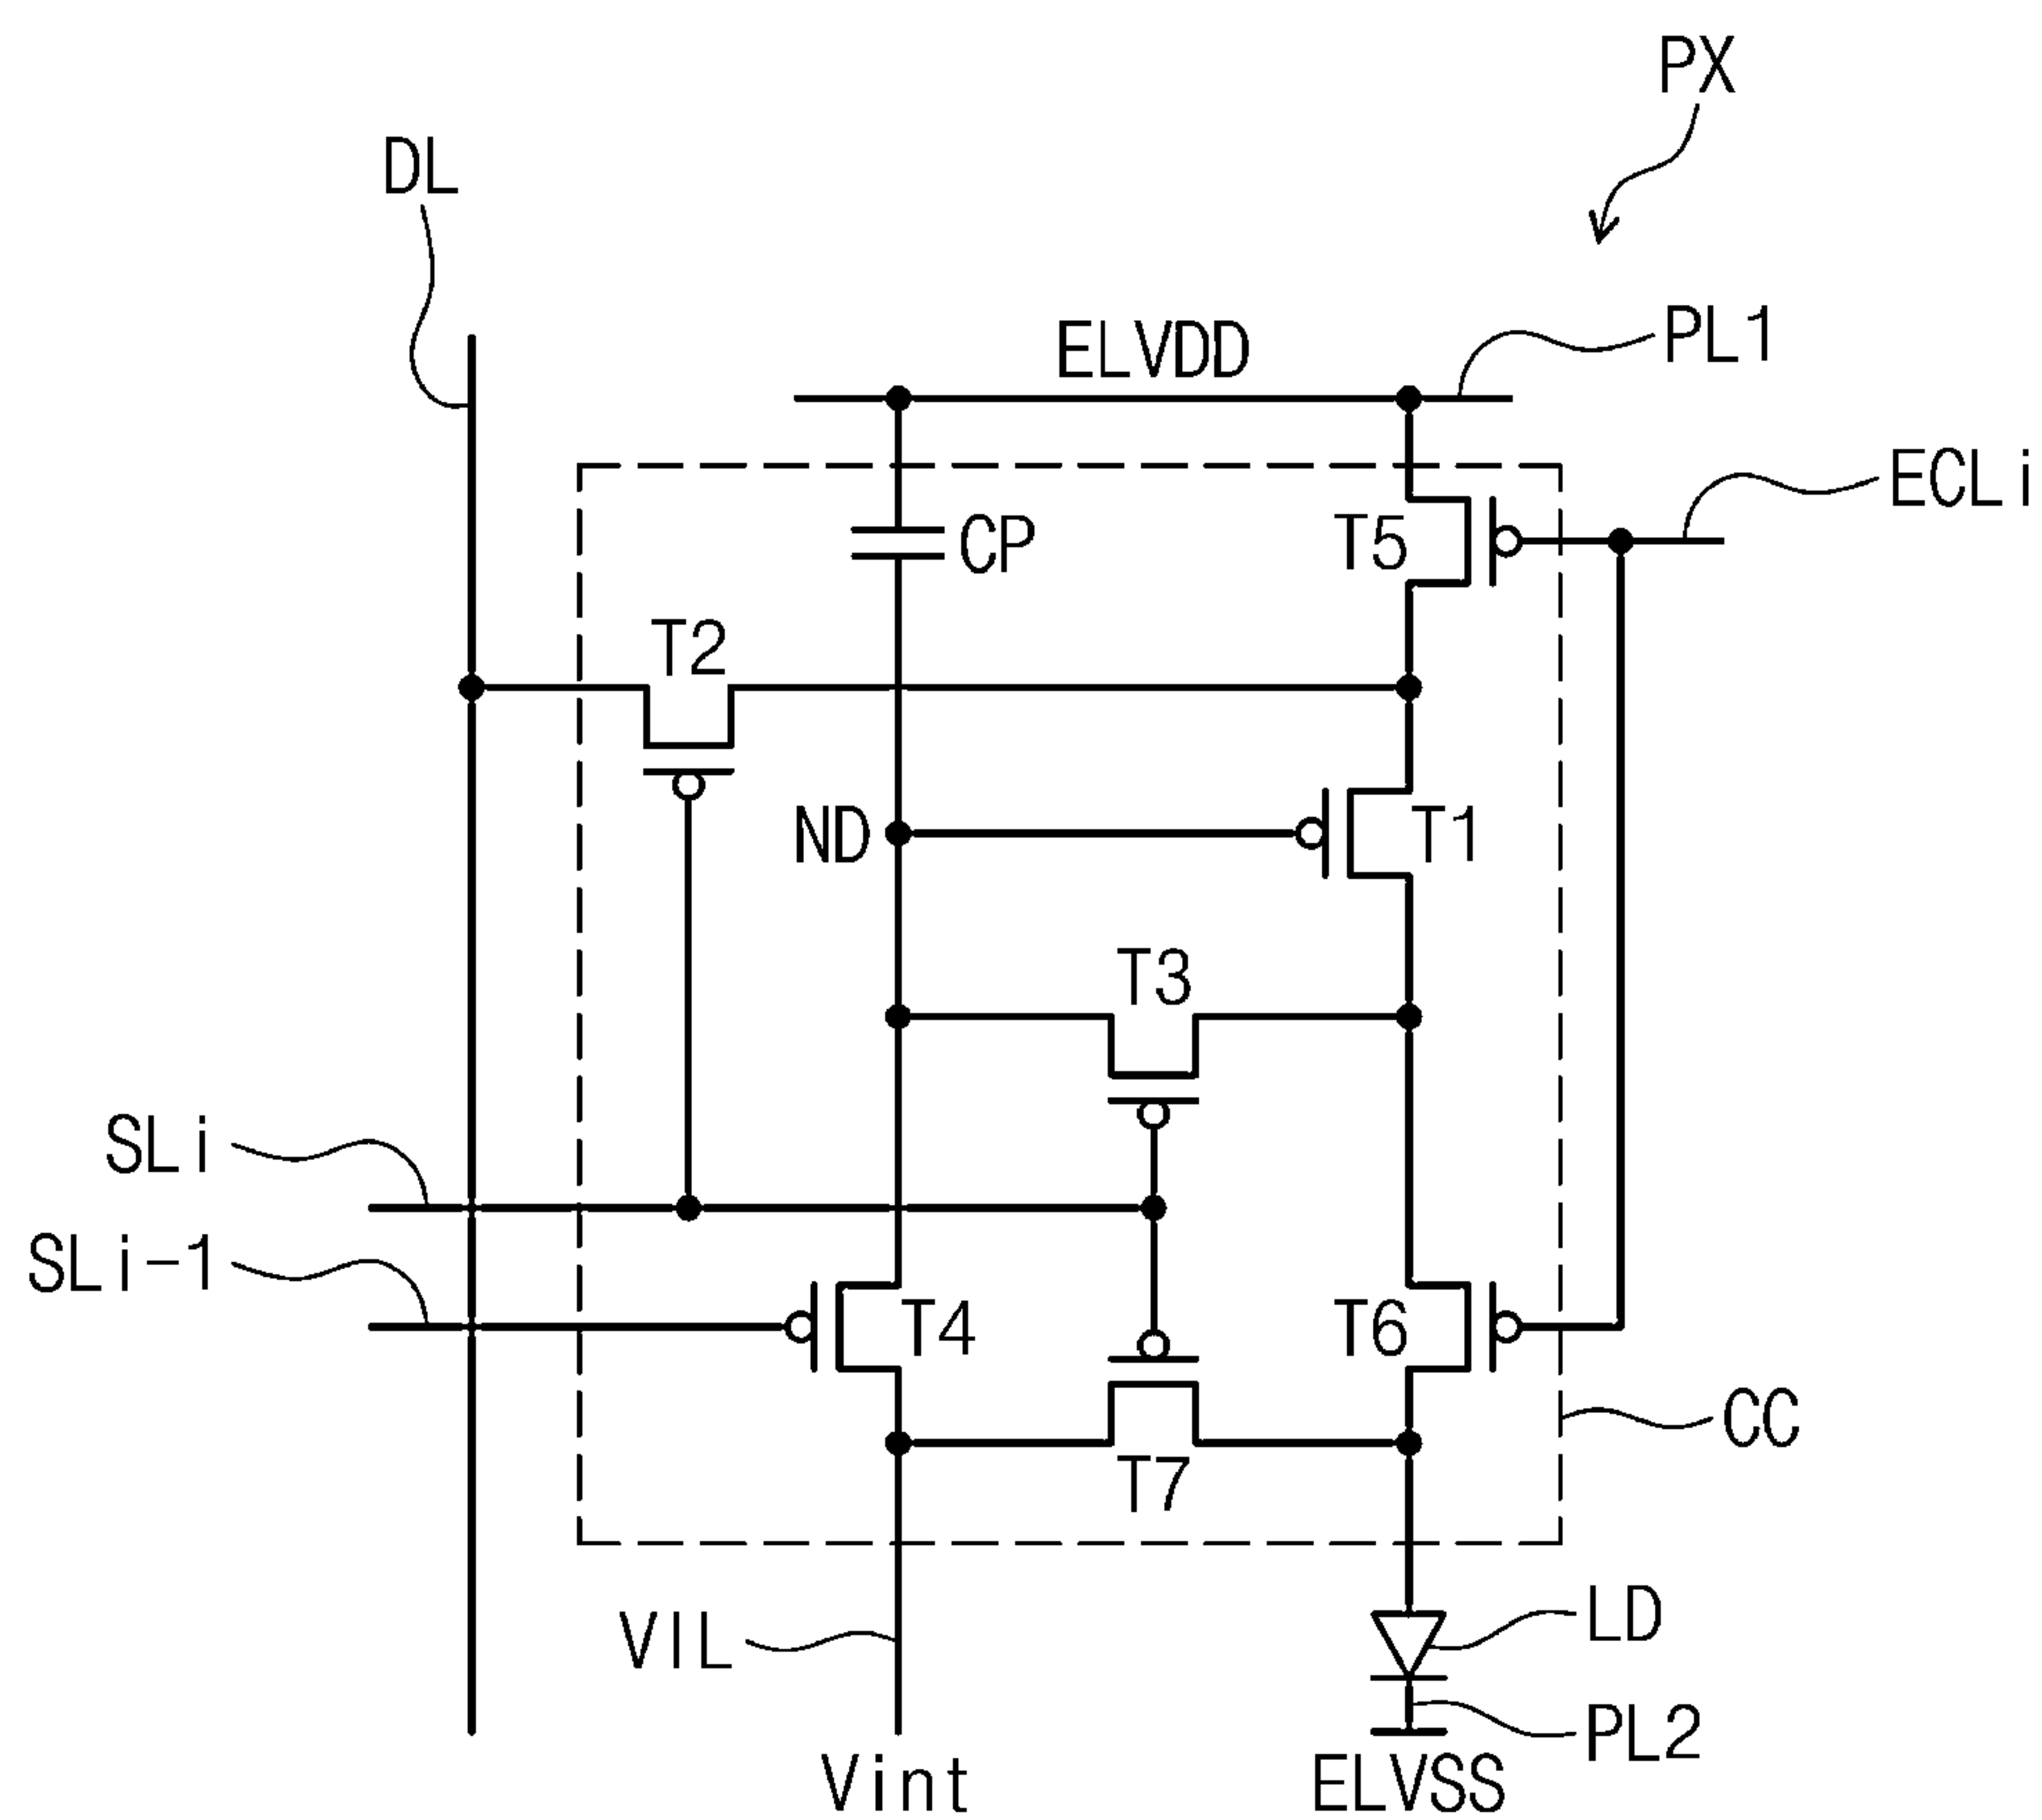 PX
DL
PL1
ELVDD
ECLi
T5
CP
T2
ND
T1
T3
SLi
SLi-1
T4
T6
CC
T7
LD
VIL
PL2
Vint
ELVSS